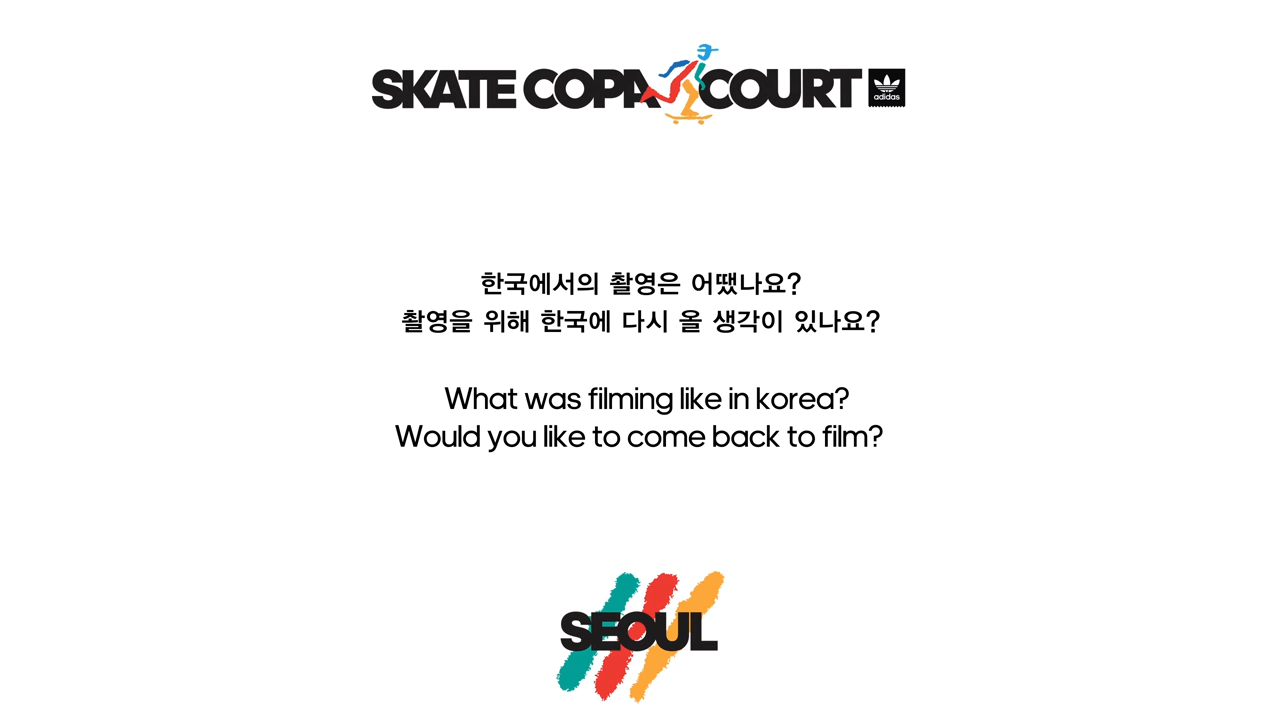 SKATE COPA COURT
adidas
한국에서의 촬영은 어땠나요?
촬영을 위해 한국에 다시 올 생각이 있나요?
What was filming like in korea?
Would you like to come back to film?
SEOUL